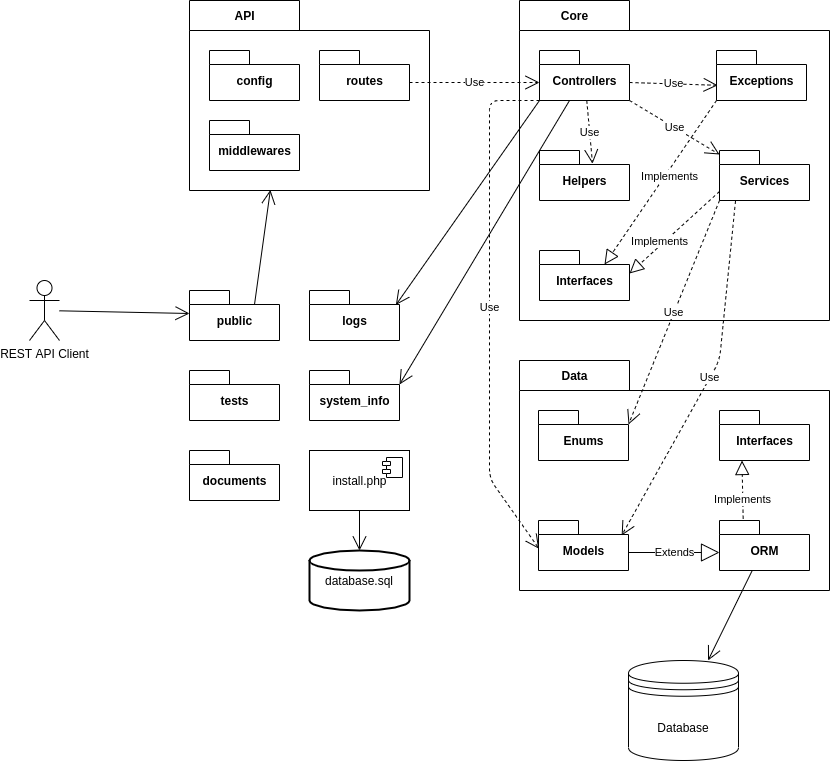 API
config
routes
middlewares
Core
Controllers
Exceptions
Helpers
Services
Interfaces
Use
Use
Use
Use
Implements
Implements
Use
Use
Use
REST API Client
public
logs
tests
system_info
documents
install.php
database.sql
Data
Enums
Interfaces
Implements
Models
Extends
ORM
Database